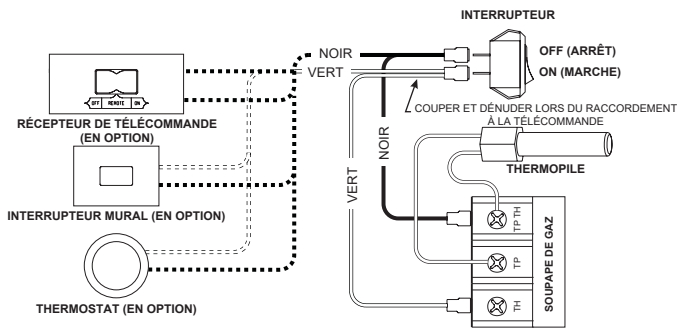 INTERRUPTEUR
NOIR
OFF (ARRÊT)
VERT
ON (MARCHE)
OFF REMOTE ON
COUPER ET DÉNUDER LORS DU RACCORDEMENT
À LA TÉLÉCOMMANDE
RÉCEPTEUR DE TÉLÉCOMMANDE
(EN OPTION)
NOIR
THERMOPILE
VERT
INTERRUPTEUR MURAL (EN OPTION)
TP TH
TP
TH
SOUPAPE DE GAZ
THERMOSTAT (EN OPTION)